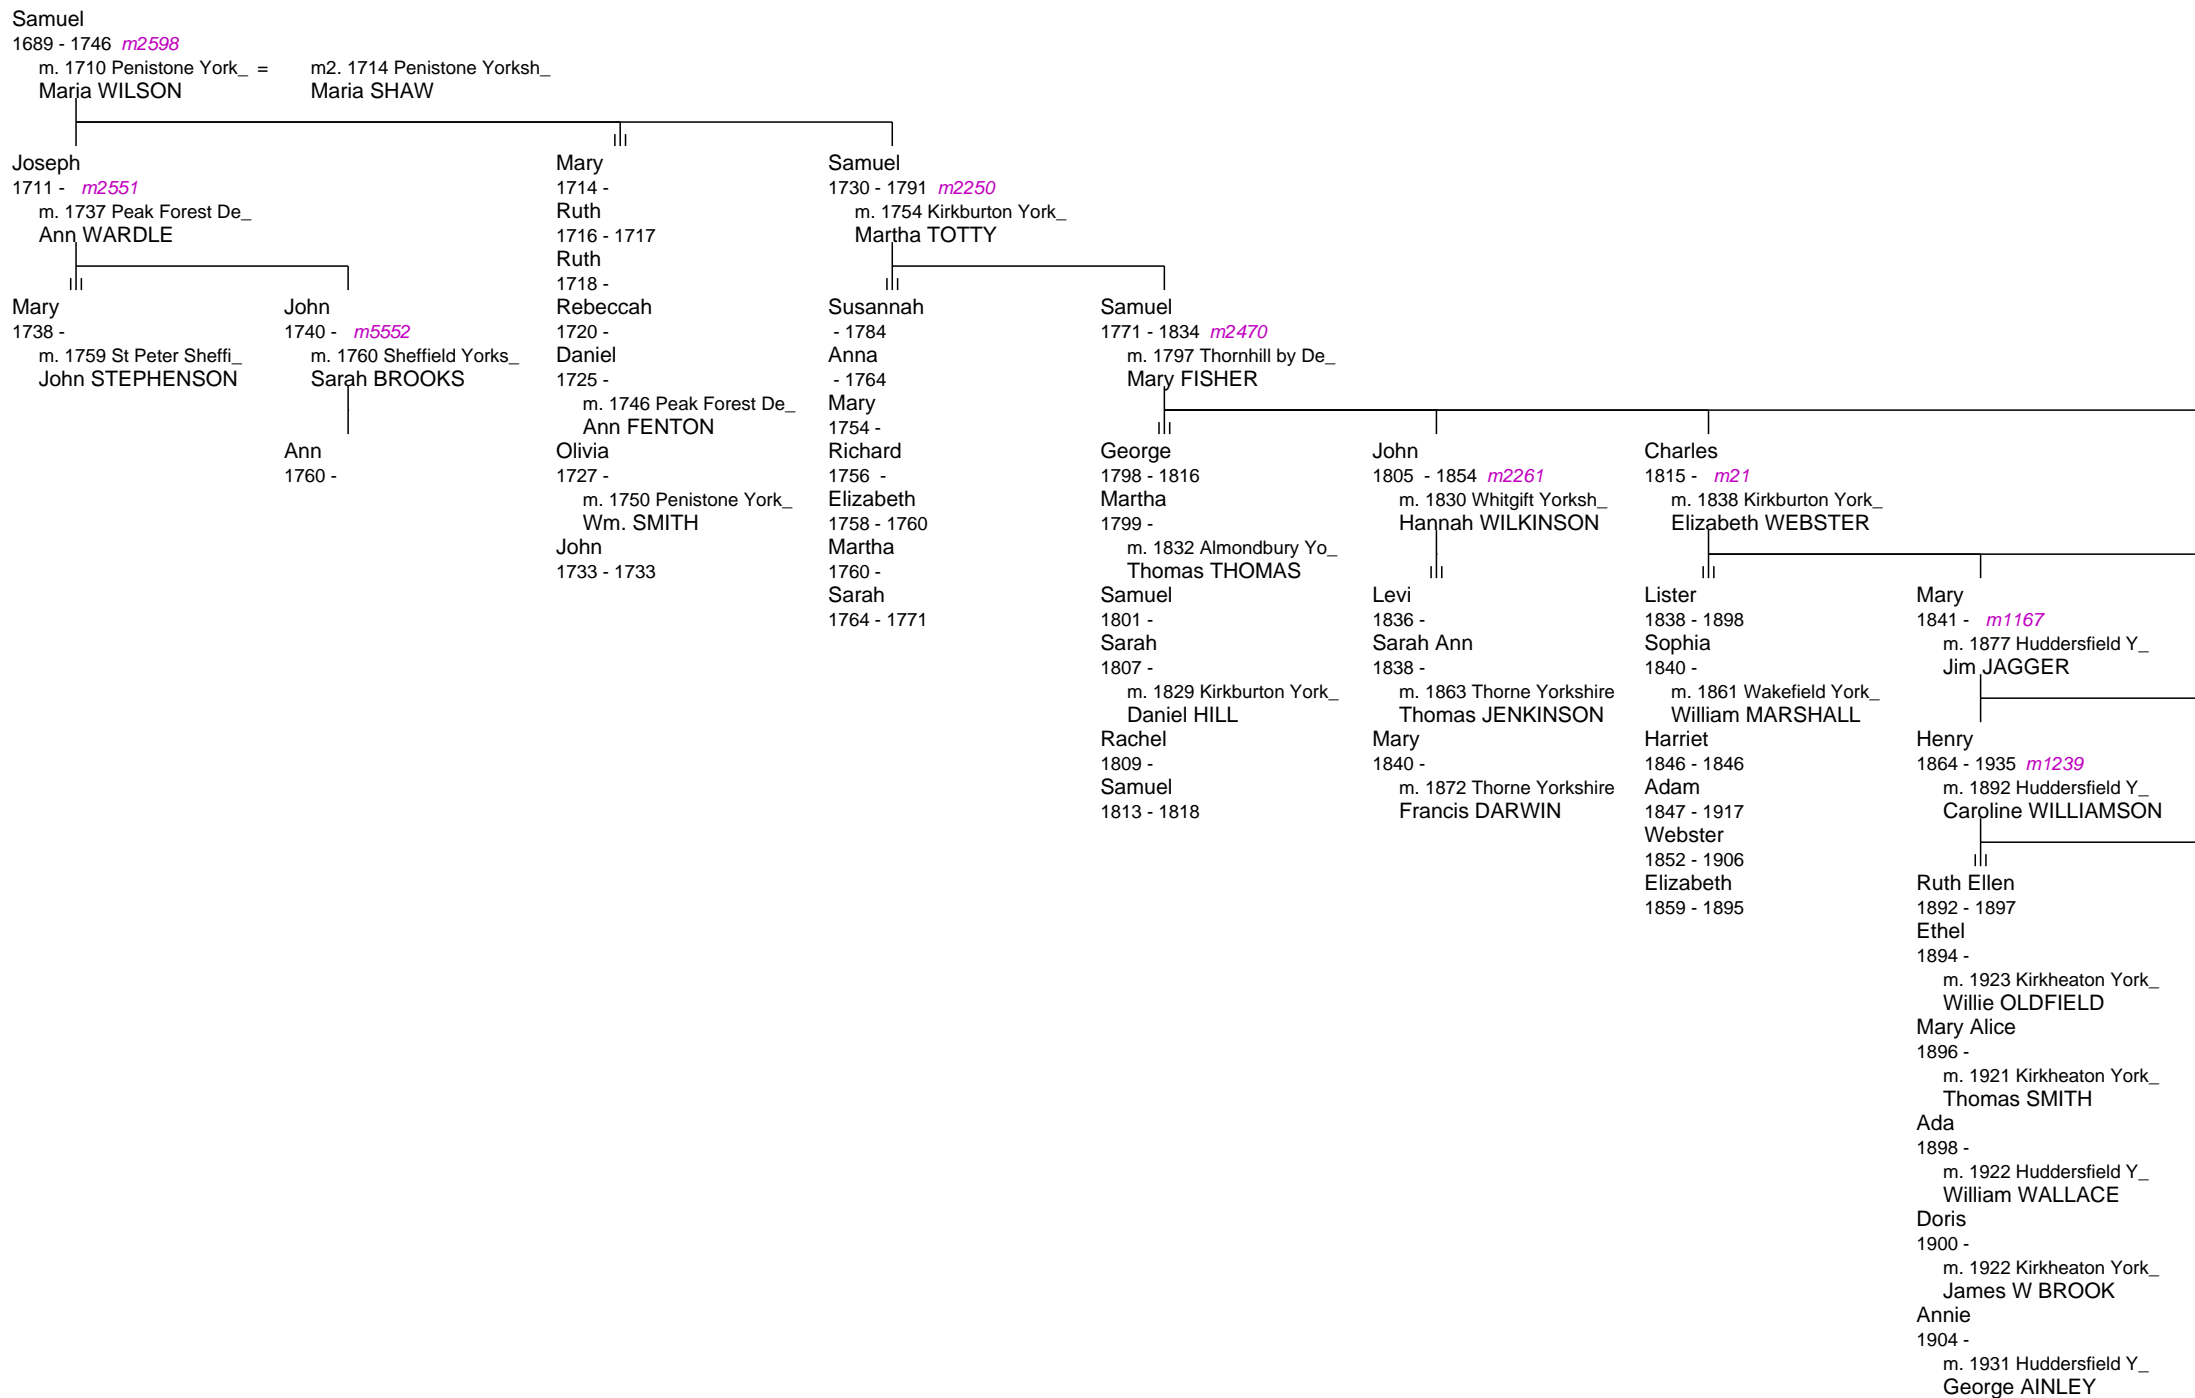 Samuel
1689 - 1746 m2598
m. 1710 Penistone York_ =
Maria WILSON
m2. 1714 Penistone Yorksh_
Maria SHAW
Joseph
1711 - m2551
m. 1737 Peak Forest De_
Ann WARDLE
Mary
1738 -
m. 1759 St Peter Sheffi_
John STEPHENSON
John
1740 - m5552
m. 1760 Sheffield Yorks_
Sarah BROOKS
Ann
1760 -
Mary
1714 -
Ruth
1716 - 1717
Ruth
1718 -
Rebeccah
1720 -
Daniel
1725 -
m. 1746 Peak Forest De_
Ann FENTON
Olivia
1727 -
m. 1750 Penistone York_
Wm. SMITH
John
1733 - 1733
Samuel
1730 - 1791 m2250
m. 1754 Kirkburton York_
Martha TOTTY
Susannah
- 1784
Anna
- 1764
Mary
1754 -
Richard
1756 -
Elizabeth
1758 - 1760
Martha
1760 -
Sarah
1764 - 1771
Samuel
1771 - 1834 m2470
m. 1797 Thornhill by De_
Mary FISHER
George
1798 - 1816
Martha
1799 -
m. 1832 Almondbury Yo_
Thomas THOMAS
Samuel
1801 -
Sarah
1807 -
m. 1829 Kirkburton York_
Daniel HILL
Rachel
1809 -
Samuel
1813 - 1818
John
1805 - 1854 m2261
m. 1830 Whitgift Yorksh_
Hannah WILKINSON
Levi
1836 -
Sarah Ann
1838 -
m. 1863 Thorne Yorkshire
Thomas JENKINSON
Mary
1840 -
m. 1872 Thorne Yorkshire
Francis DARWIN
Charles
1815 - m21
m. 1838 Kirkburton York_
Elizabeth WEBSTER
Lister
1838 - 1898
Sophia
1840 -
m. 1861 Wakefield York_
William MARSHALL
Harriet
1846 - 1846
Adam
1847 - 1917
Webster
1852 - 1906
Elizabeth
1859 - 1895
Mary
1841 - m1167
m. 1877 Huddersfield Y_
Jim JAGGER
Henry
1864 - 1935 m1239
m. 1892 Huddersfield Y_
Caroline WILLIAMSON
Ruth Ellen
1892 - 1897
Ethel
1894 -
m. 1923 Kirkheaton York_
Willie OLDFIELD
Mary Alice
1896 -
m. 1921 Kirkheaton York_
Thomas SMITH
Ada
1898 -
m. 1922 Huddersfield Y_
William WALLACE
Doris
1900 -
m. 1922 Kirkheaton York_
James W BROOK
Annie
1904 -
m. 1931 Huddersfield Y_
George AINLEY